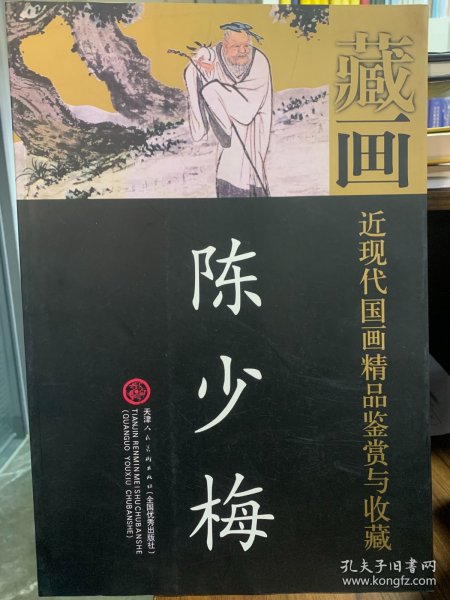 藏画
近现代国画精品鉴赏与收藏
陈少梅
天津人民美术出版社(全国优秀出版社)
TIANJIN RENMIN MEISHU CHUBANSHE
(QUANGUO YOUXIU CHUBANSHE)
孔夫子旧书网
www.kongfz.com